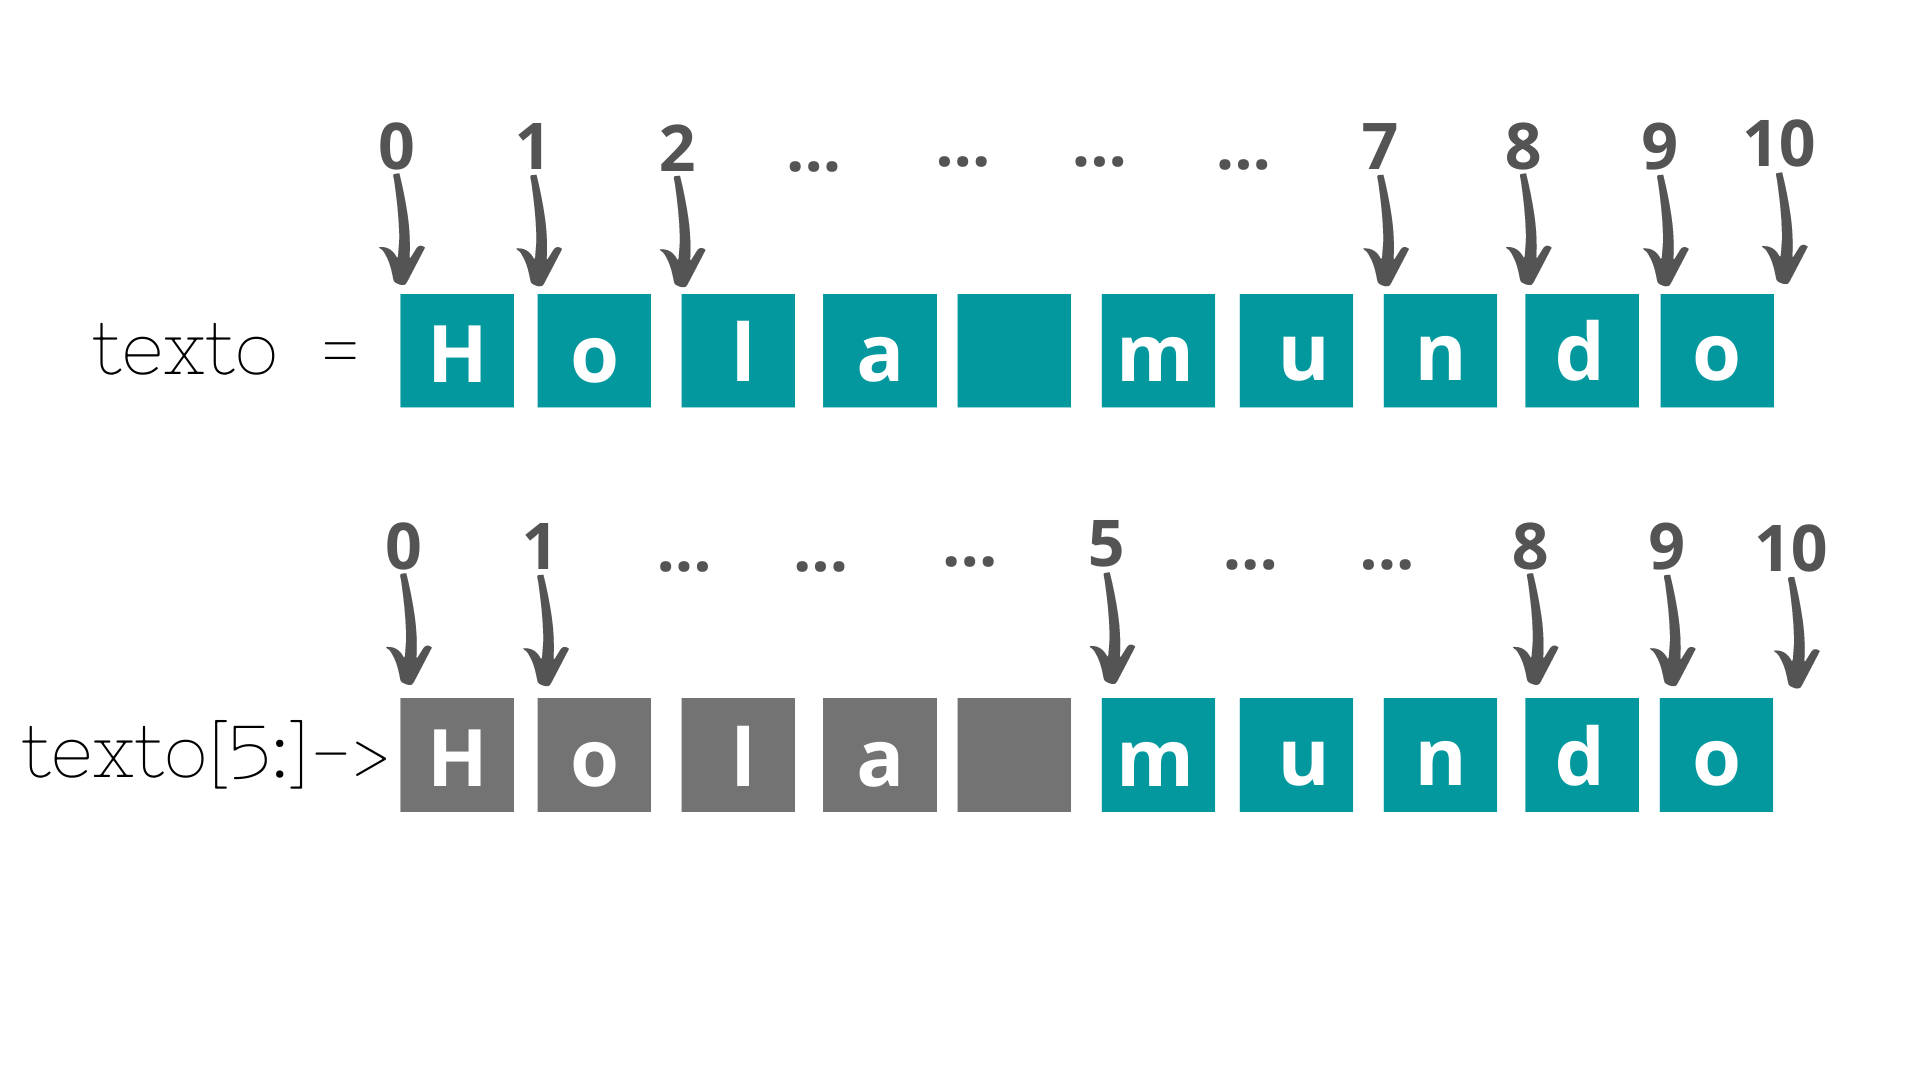 0 1 2 ... ... ... ... 7 8 9 10
texto = H o l a m u n d o
0 1 ... ... ... 5 ... ... 8 9 10
texto[5:]-> H o l a m u n d o